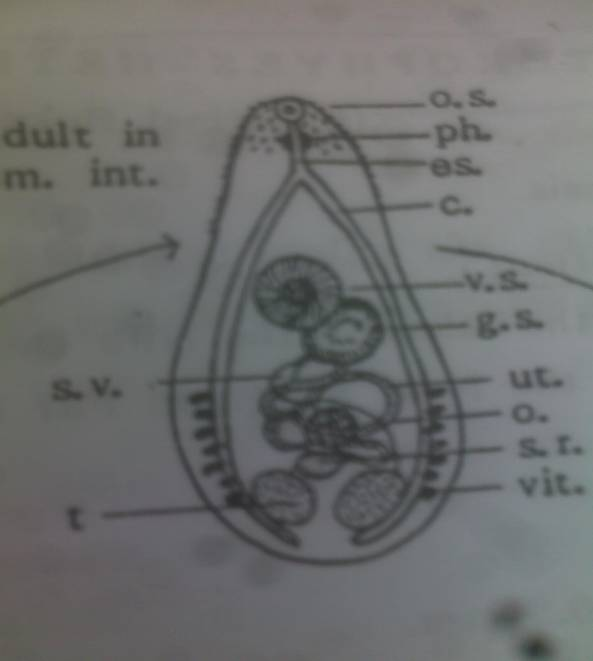 o.s.
dult in
ph.
m. int.
es.
c.
v.s.
g.s.
s.v.
ut.
o.
s.r.
vit.
t